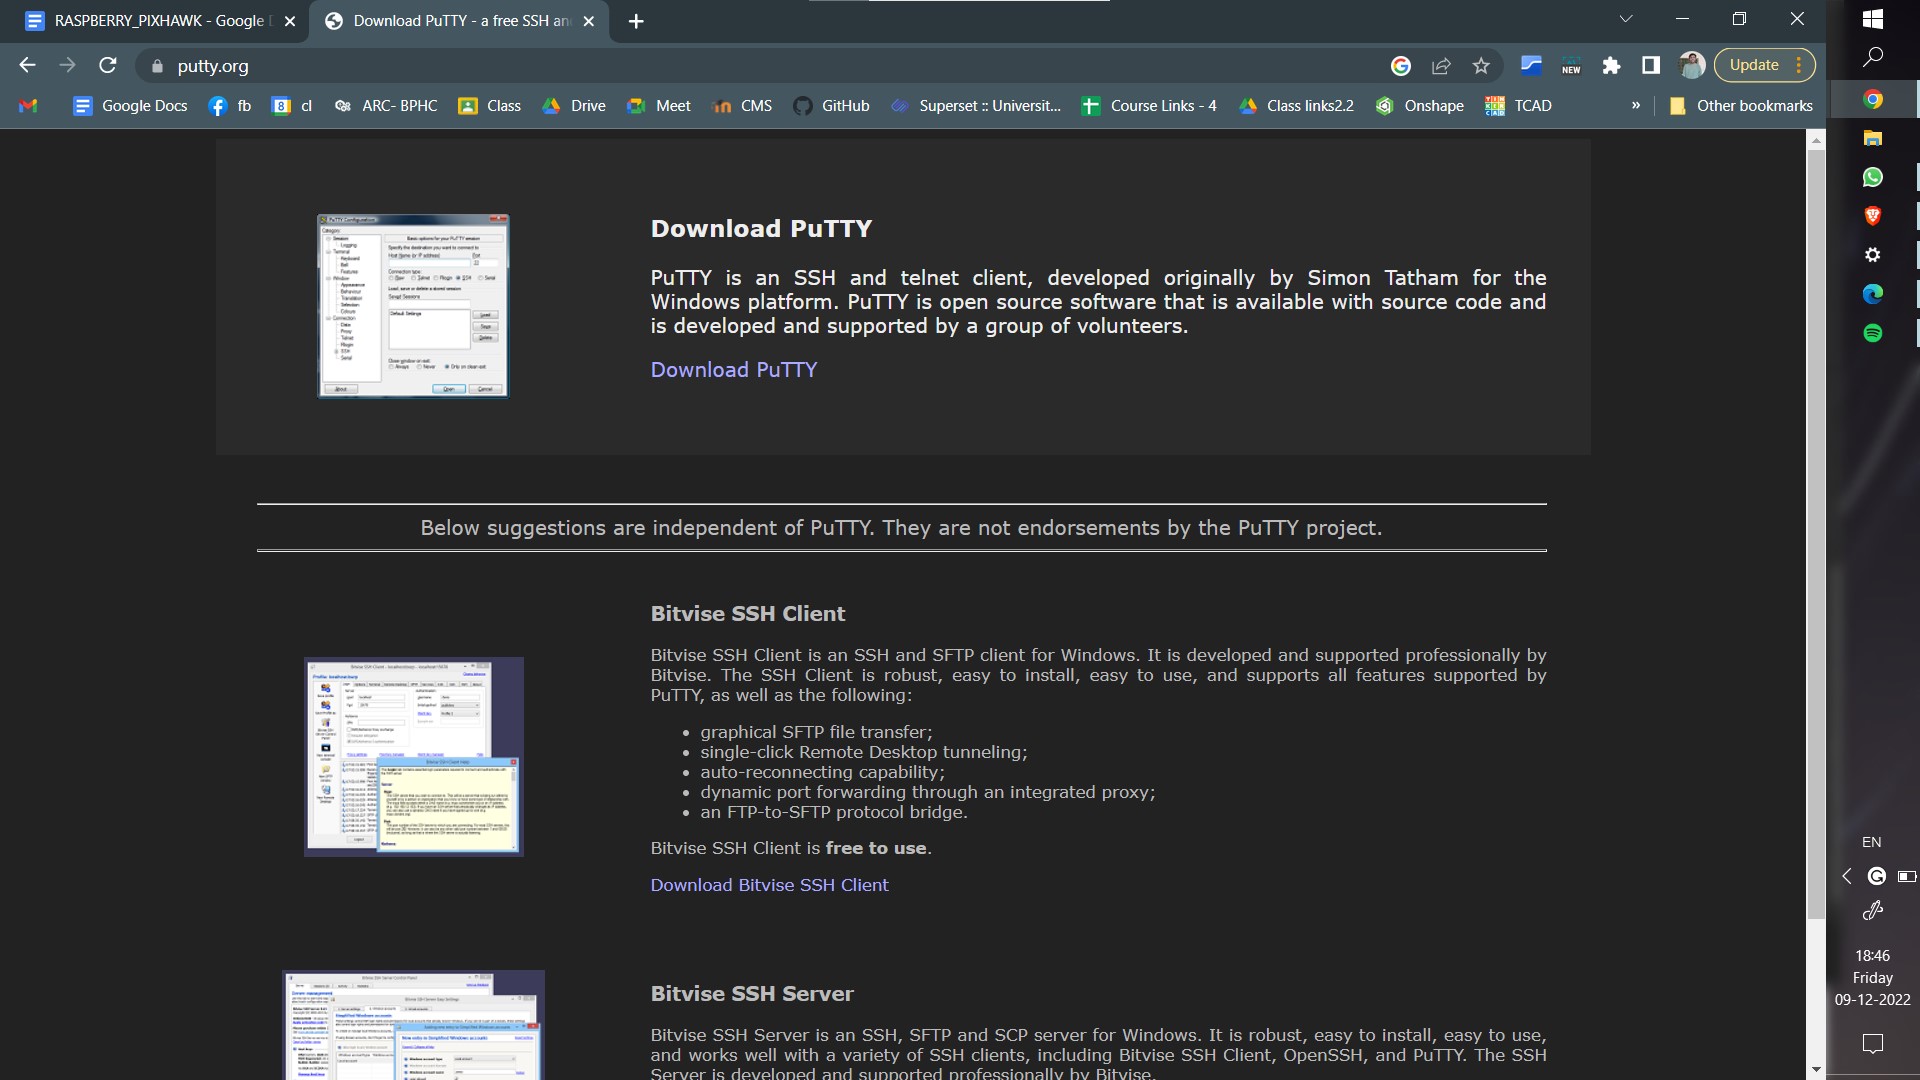 RASPBERRY_PIXHAWK - Google
Download PuTTY - a free SSH an
putty.org
Update
Google Docs
fb
cl
ARC- BPHC
Class
Drive
Meet
CMS
GitHub
Superset :: Universit...
Course Links - 4
Class links2.2
Onshape
TCAD
»
Other bookmarks
NEW
Download PuTTY
PuTTY is an SSH and telnet client, developed originally by Simon Tatham for the
Windows platform. PuTTY is open source software that is available with source code and
is developed and supported by a group of volunteers.
Download PuTTY
Below suggestions are independent of PuTTY. They are not endorsements by the PuTTY project.
Bitvise SSH Client
Bitvise SSH Client is an SSH and SFTP client for Windows. It is developed and supported professionally by
Bitvise. The SSH Client is robust, easy to install, easy to use, and supports all features supported by
PuTTY, as well as the following:
• graphical SFTP file transfer;
• single-click Remote Desktop tunneling;
• auto-reconnecting capability;
• dynamic port forwarding through an integrated proxy;
• an FTP-to-SFTP protocol bridge.
Bitvise SSH Client is free to use.
Download Bitvise SSH Client
Bitvise SSH Server
Bitvise SSH Server is an SSH, SFTP and SCP server for Windows. It is robust, easy to install, easy to use,
and works well with a variety of SSH clients, including Bitvise SSH Client, OpenSSH, and PuTTY. The SSH
Server is developed and supported professionally by Bitvise.
EN
18:46
Friday
09-12-2022